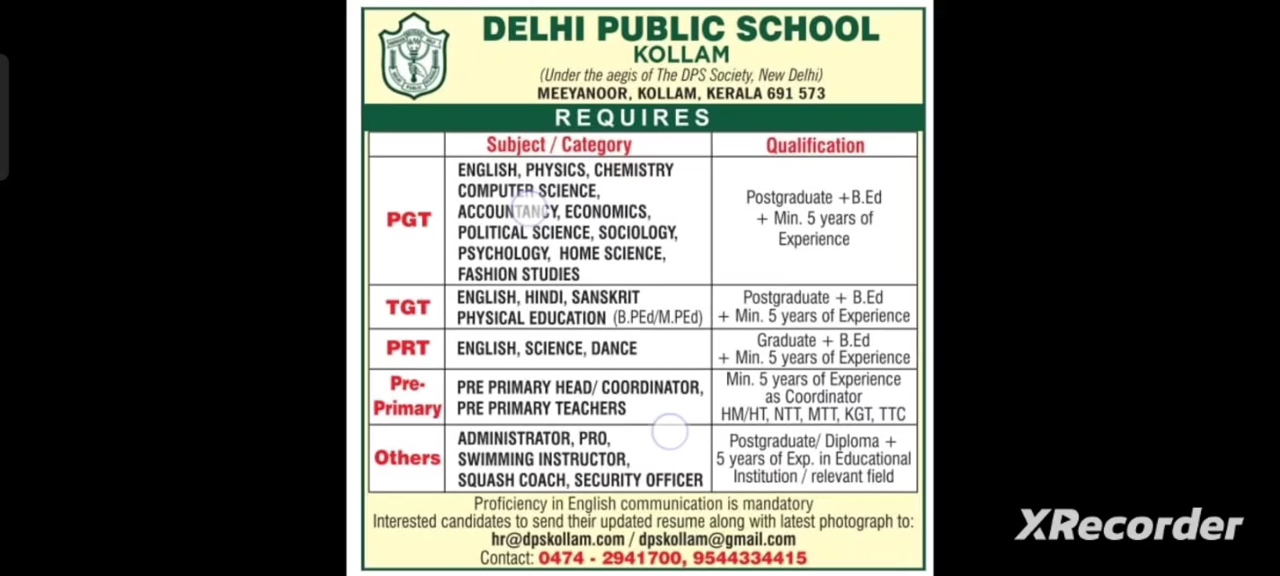 DELHI PUBLIC SCHOOL
KOLLAM
(Under the aegis of The DPS Society, New Delhi)
MEEYANOOR, KOLLAM, KERALA 691 573
REQUIRES
Subject / Category
Qualification
PGT
ENGLISH, PHYSICS, CHEMISTRY
COMPUTER SCIENCE,
ACCOUNTANCY, ECONOMICS,
POLITICAL SCIENCE, SOCIOLOGY,
PSYCHOLOGY, HOME SCIENCE,
FASHION STUDIES
Postgraduate +B.Ed
+ Min. 5 years of
Experience
TGT
ENGLISH, HINDI, SANSKRIT
PHYSICAL EDUCATION (B.PEd/M.PEd)
Postgraduate + B.Ed
+ Min. 5 years of Experience
PRT
ENGLISH, SCIENCE, DANCE
Graduate + B.Ed
+ Min. 5 years of Experience
Pre-
Primary
PRE PRIMARY HEAD/ COORDINATOR,
PRE PRIMARY TEACHERS
Min. 5 years of Experience
as Coordinator
HM/HT, NTT, MTT, KGT, TTC
Others
ADMINISTRATOR, PRO,
SWIMMING INSTRUCTOR,
SQUASH COACH, SECURITY OFFICER
Postgraduate/ Diploma +
5 years of Exp. in Educational
Institution / relevant field
Proficiency in English communication is mandatory
Interested candidates to send their updated resume along with latest photograph to:
hr@dpskollam.com / dpskollam@gmail.com
Contact: 0474 - 2941700, 9544334415
XRecorder